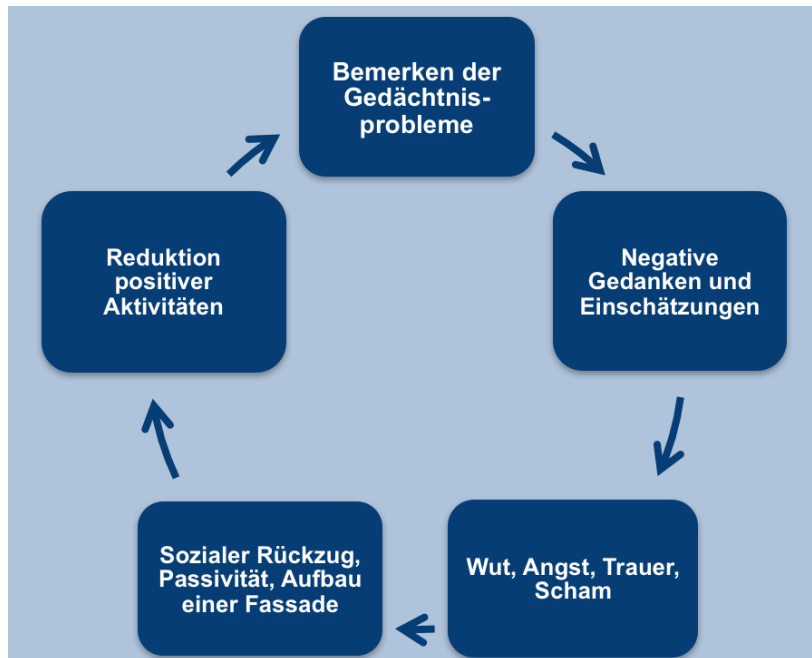 Bemerken der
Gedächtnis-
probleme
Negative
Gedanken und
Einschätzungen
Wut, Angst, Trauer,
Scham
Sozialer Rückzug,
Passivität, Aufbau
einer Fassade
Reduktion
positiver
Aktivitäten